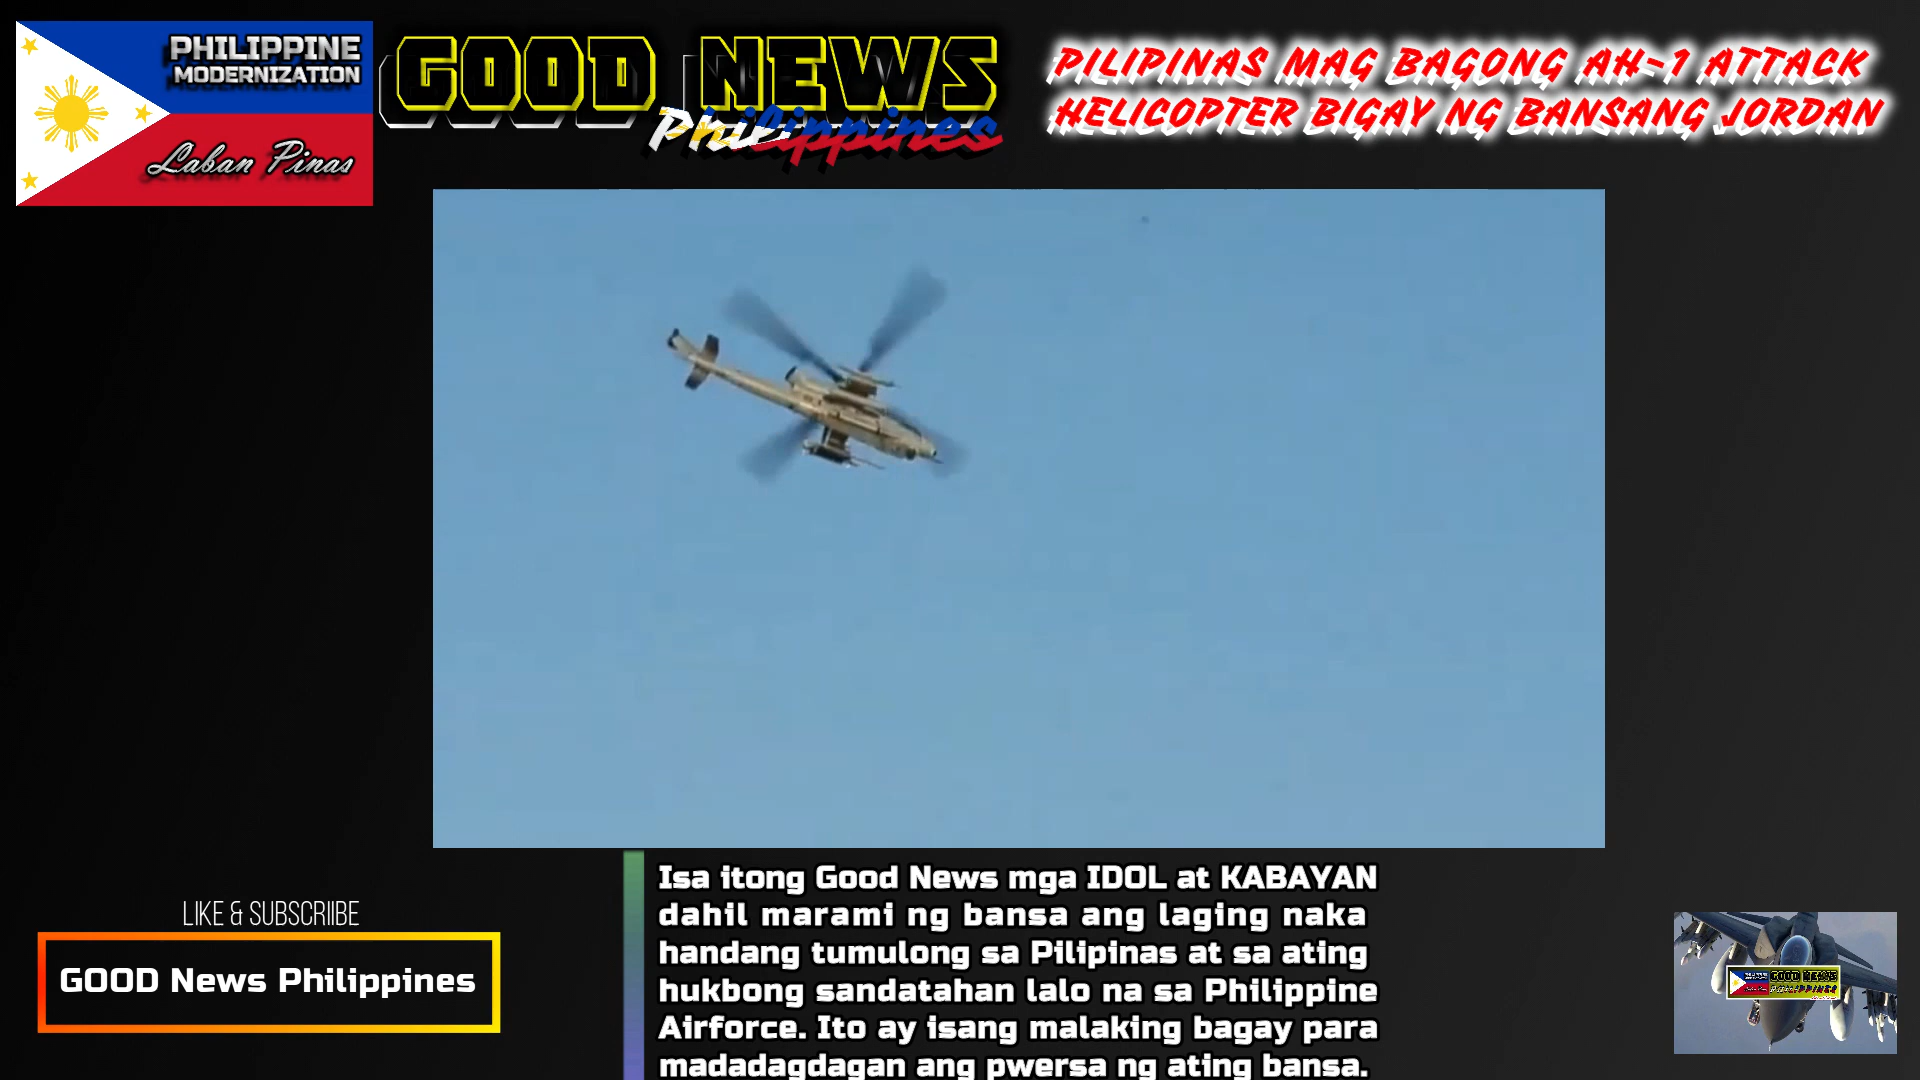 PHILIPPINE
MODERNIZATION
Laban Pinas
GOOD NEWS
Philippines
PILIPINAS MAG BAGONG AH-1 ATTACK
HELICOPTER BIGAY NG BANSANG JORDAN
Isa itong Good News mga IDOL at KABAYAN
dahil marami ng bansa ang laging naka
handang tumulong sa Pilipinas at sa ating
hukbong sandatahan lalo na sa Philippine
Airforce. Ito ay isang malaking bagay para
madadagdagan ang pwersa ng ating bansa.
LIKE & SUBSCRIIBE
GOOD News Philippines
GOOD NEWS